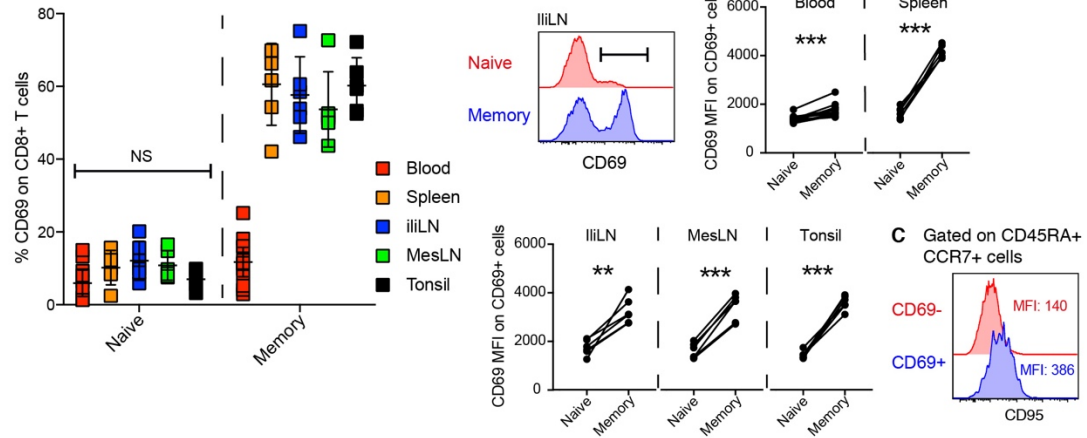 80
60
40
20
0
% CD69 on CD8+ T cells
NS
Naive
Memory
Blood
Spleen
iliLN
MesLN
Tonsil
IliLN
Naive
Memory
CD69
CD69 MFI on CD69+ cells
6000
4000
2000
0
Blood
Spleen
***
***
Naive
Memory
Naive
Memory
CD69 MFI on CD69+ cells
6000
4000
2000
0
IliLN
MesLN
Tonsil
**
***
***
Naive
Memory
Naive
Memory
Naive
Memory
C Gated on CD45RA+
CCR7+ cells
CD69-
MFI: 140
CD69+
MFI: 386
CD95